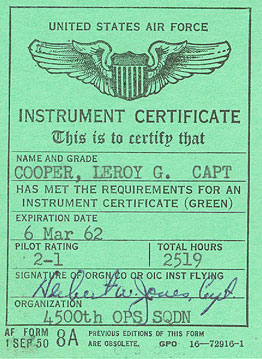 UNITED STATES AIR FORCE
INSTRUMENT CERTIFICATE
This is to certify that
NAME AND GRADE
COOPER, LEROY G. CAPT
HAS MET THE REQUIREMENTS FOR AN
INSTRUMENT CERTIFICATE (GREEN)
EXPIRATION DATE
6 Mar 62
PILOT RATING TOTAL HOURS
2-1 2519
SIGNATURE OF ORGN CO OR OIC INST FLYING
Herbert W. Jones, Capt
ORGANIZATION
4500th OPS SQDN
AF FORM 8A PREVIOUS EDITIONS OF THIS FORM
1 SEP 50 ARE OBSOLETE. GPO 16—72916-1